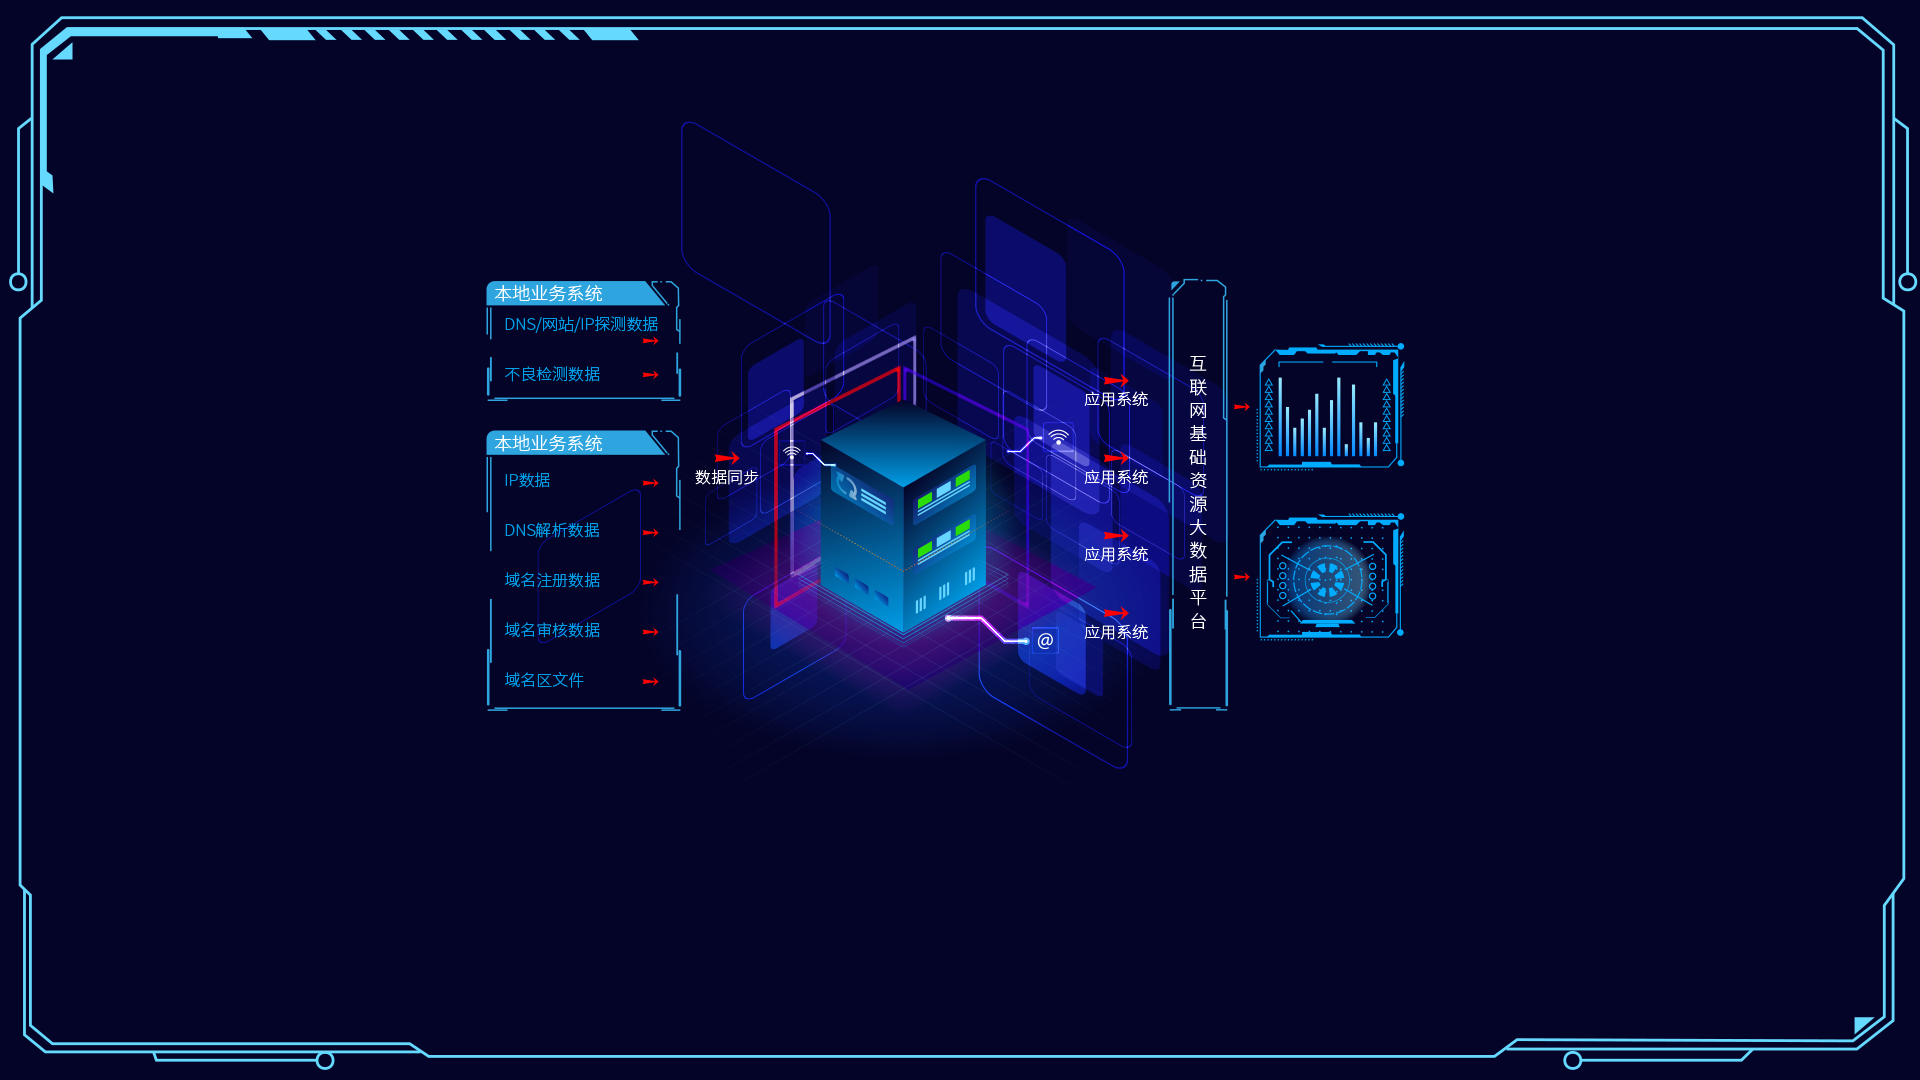 本地业务系统
DNS/网站/IP探测数据
不良检测数据
本地业务系统
IP数据
DNS解析数据
域名注册数据
域名审核数据
域名区文件
数据同步
@
应用系统
应用系统
应用系统
应用系统
互联网基础资源大数据平台